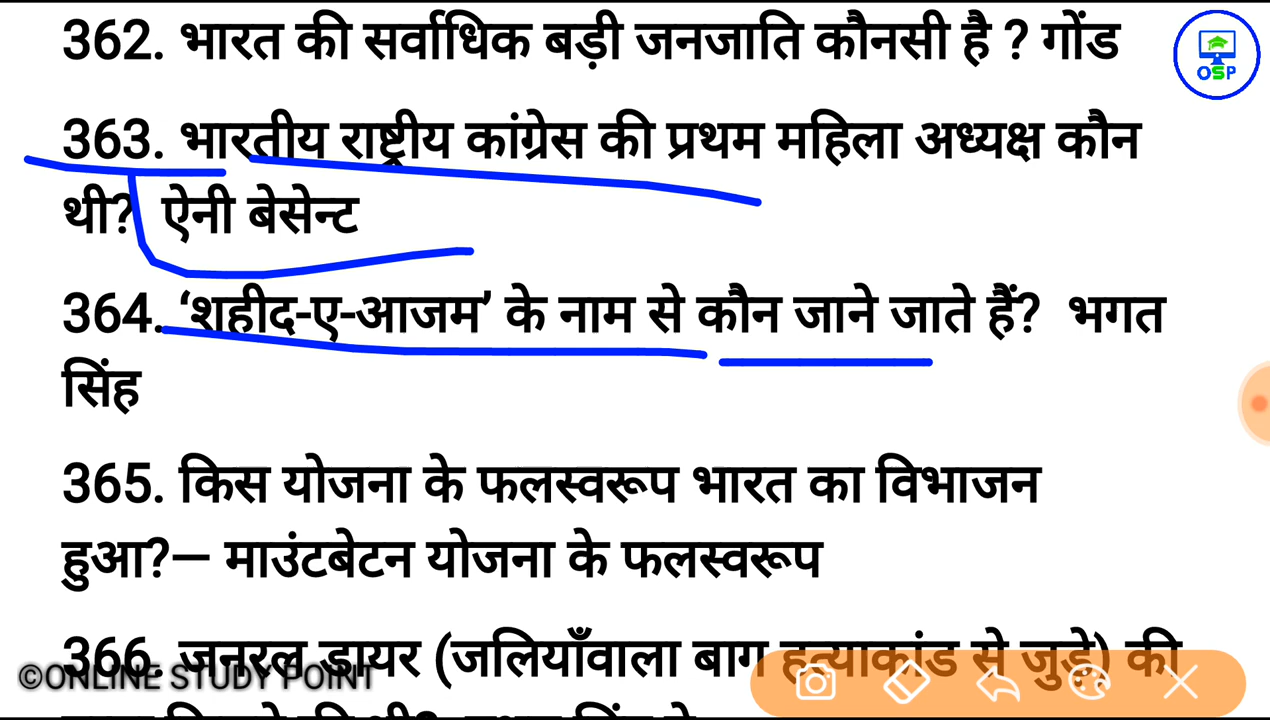 362. भारत की सर्वाधिक बड़ी जनजाति कौनसी है ? गोंड
OSP
363. भारतीय राष्ट्रीय कांग्रेस की प्रथम महिला अध्यक्ष कौन
थी? ऐनी बेसेन्ट
364. ‘शहीद-ए-आजम’ के नाम से कौन जाने जाते हैं? भगत
सिंह
365. किस योजना के फलस्वरूप भारत का विभाजन
हुआ?— माउंटबेटन योजना के फलस्वरूप
366. जनरल डायर (जलियाँवाला बाग हत्याकांड से जुड़े) की
©ONLINE STUDY POINT